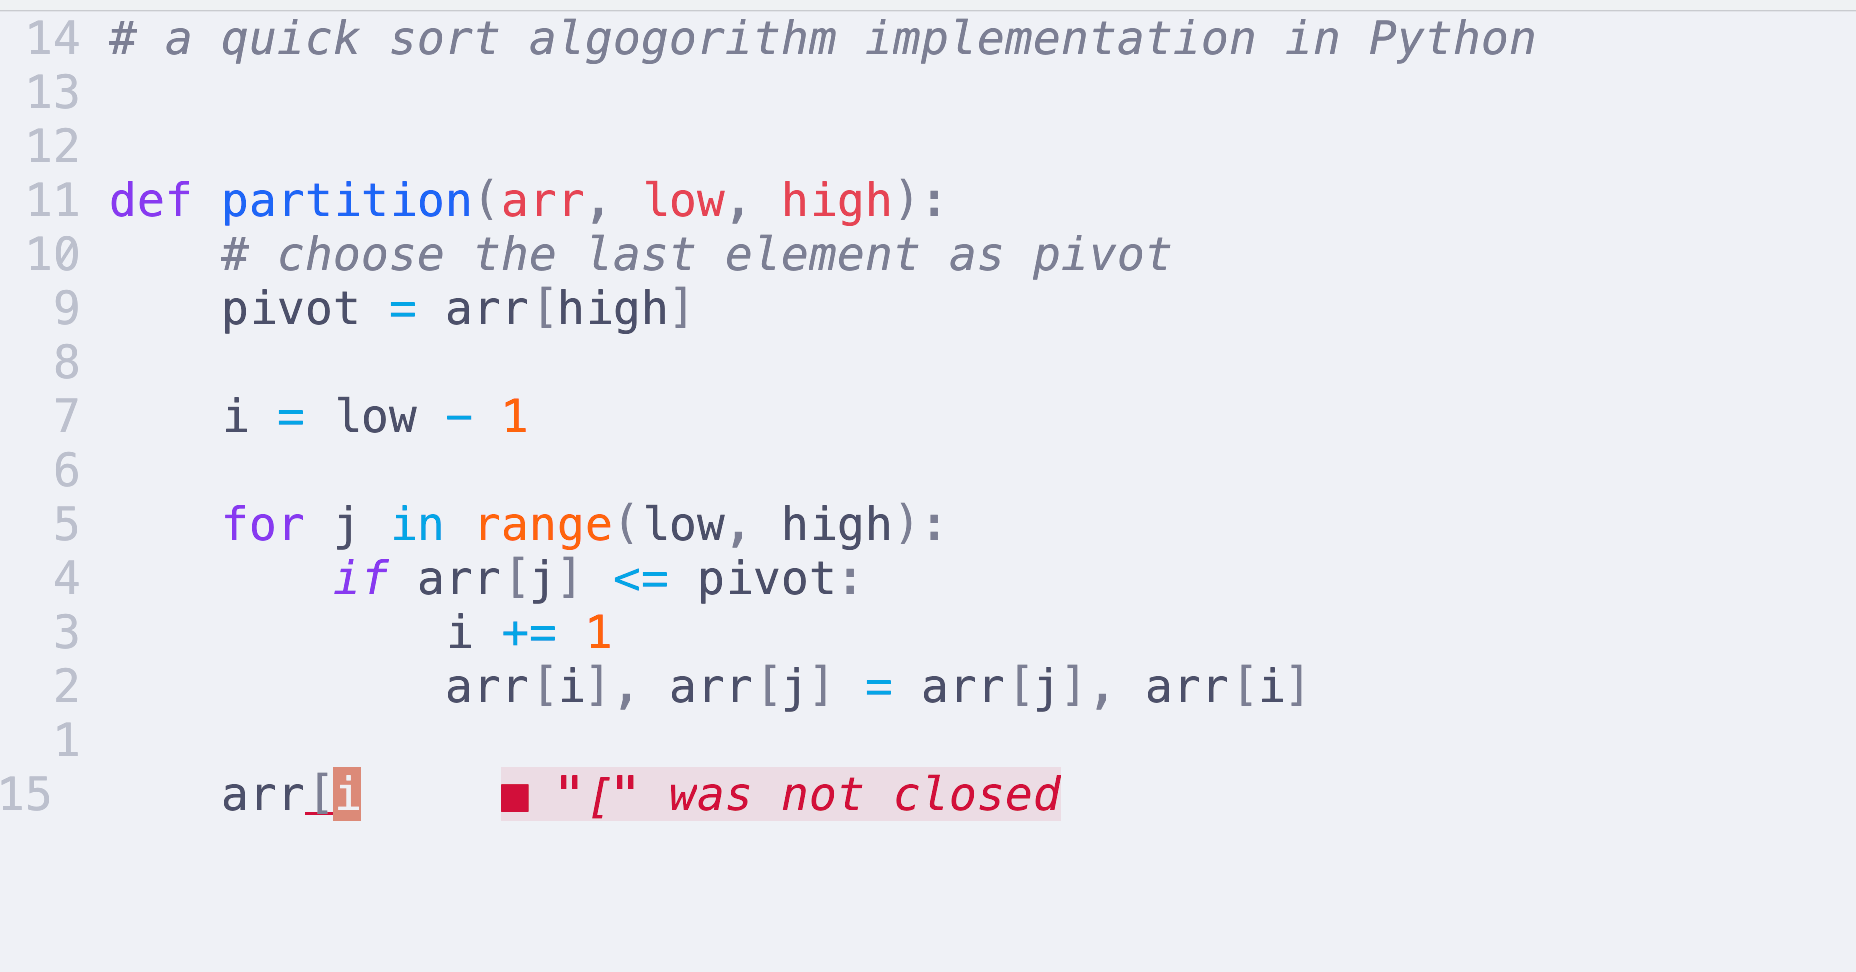 14 # a quick sort algogorithm implementation in Python
13
12
11 def partition(arr, low, high):
10     # choose the last element as pivot
 9     pivot = arr[high]
 8
 7     i = low - 1
 6
 5     for j in range(low, high):
 4         if arr[j] <= pivot:
 3             i += 1
 2             arr[i], arr[j] = arr[j], arr[i]
 1
15     arr[i     ■ "[" was not closed